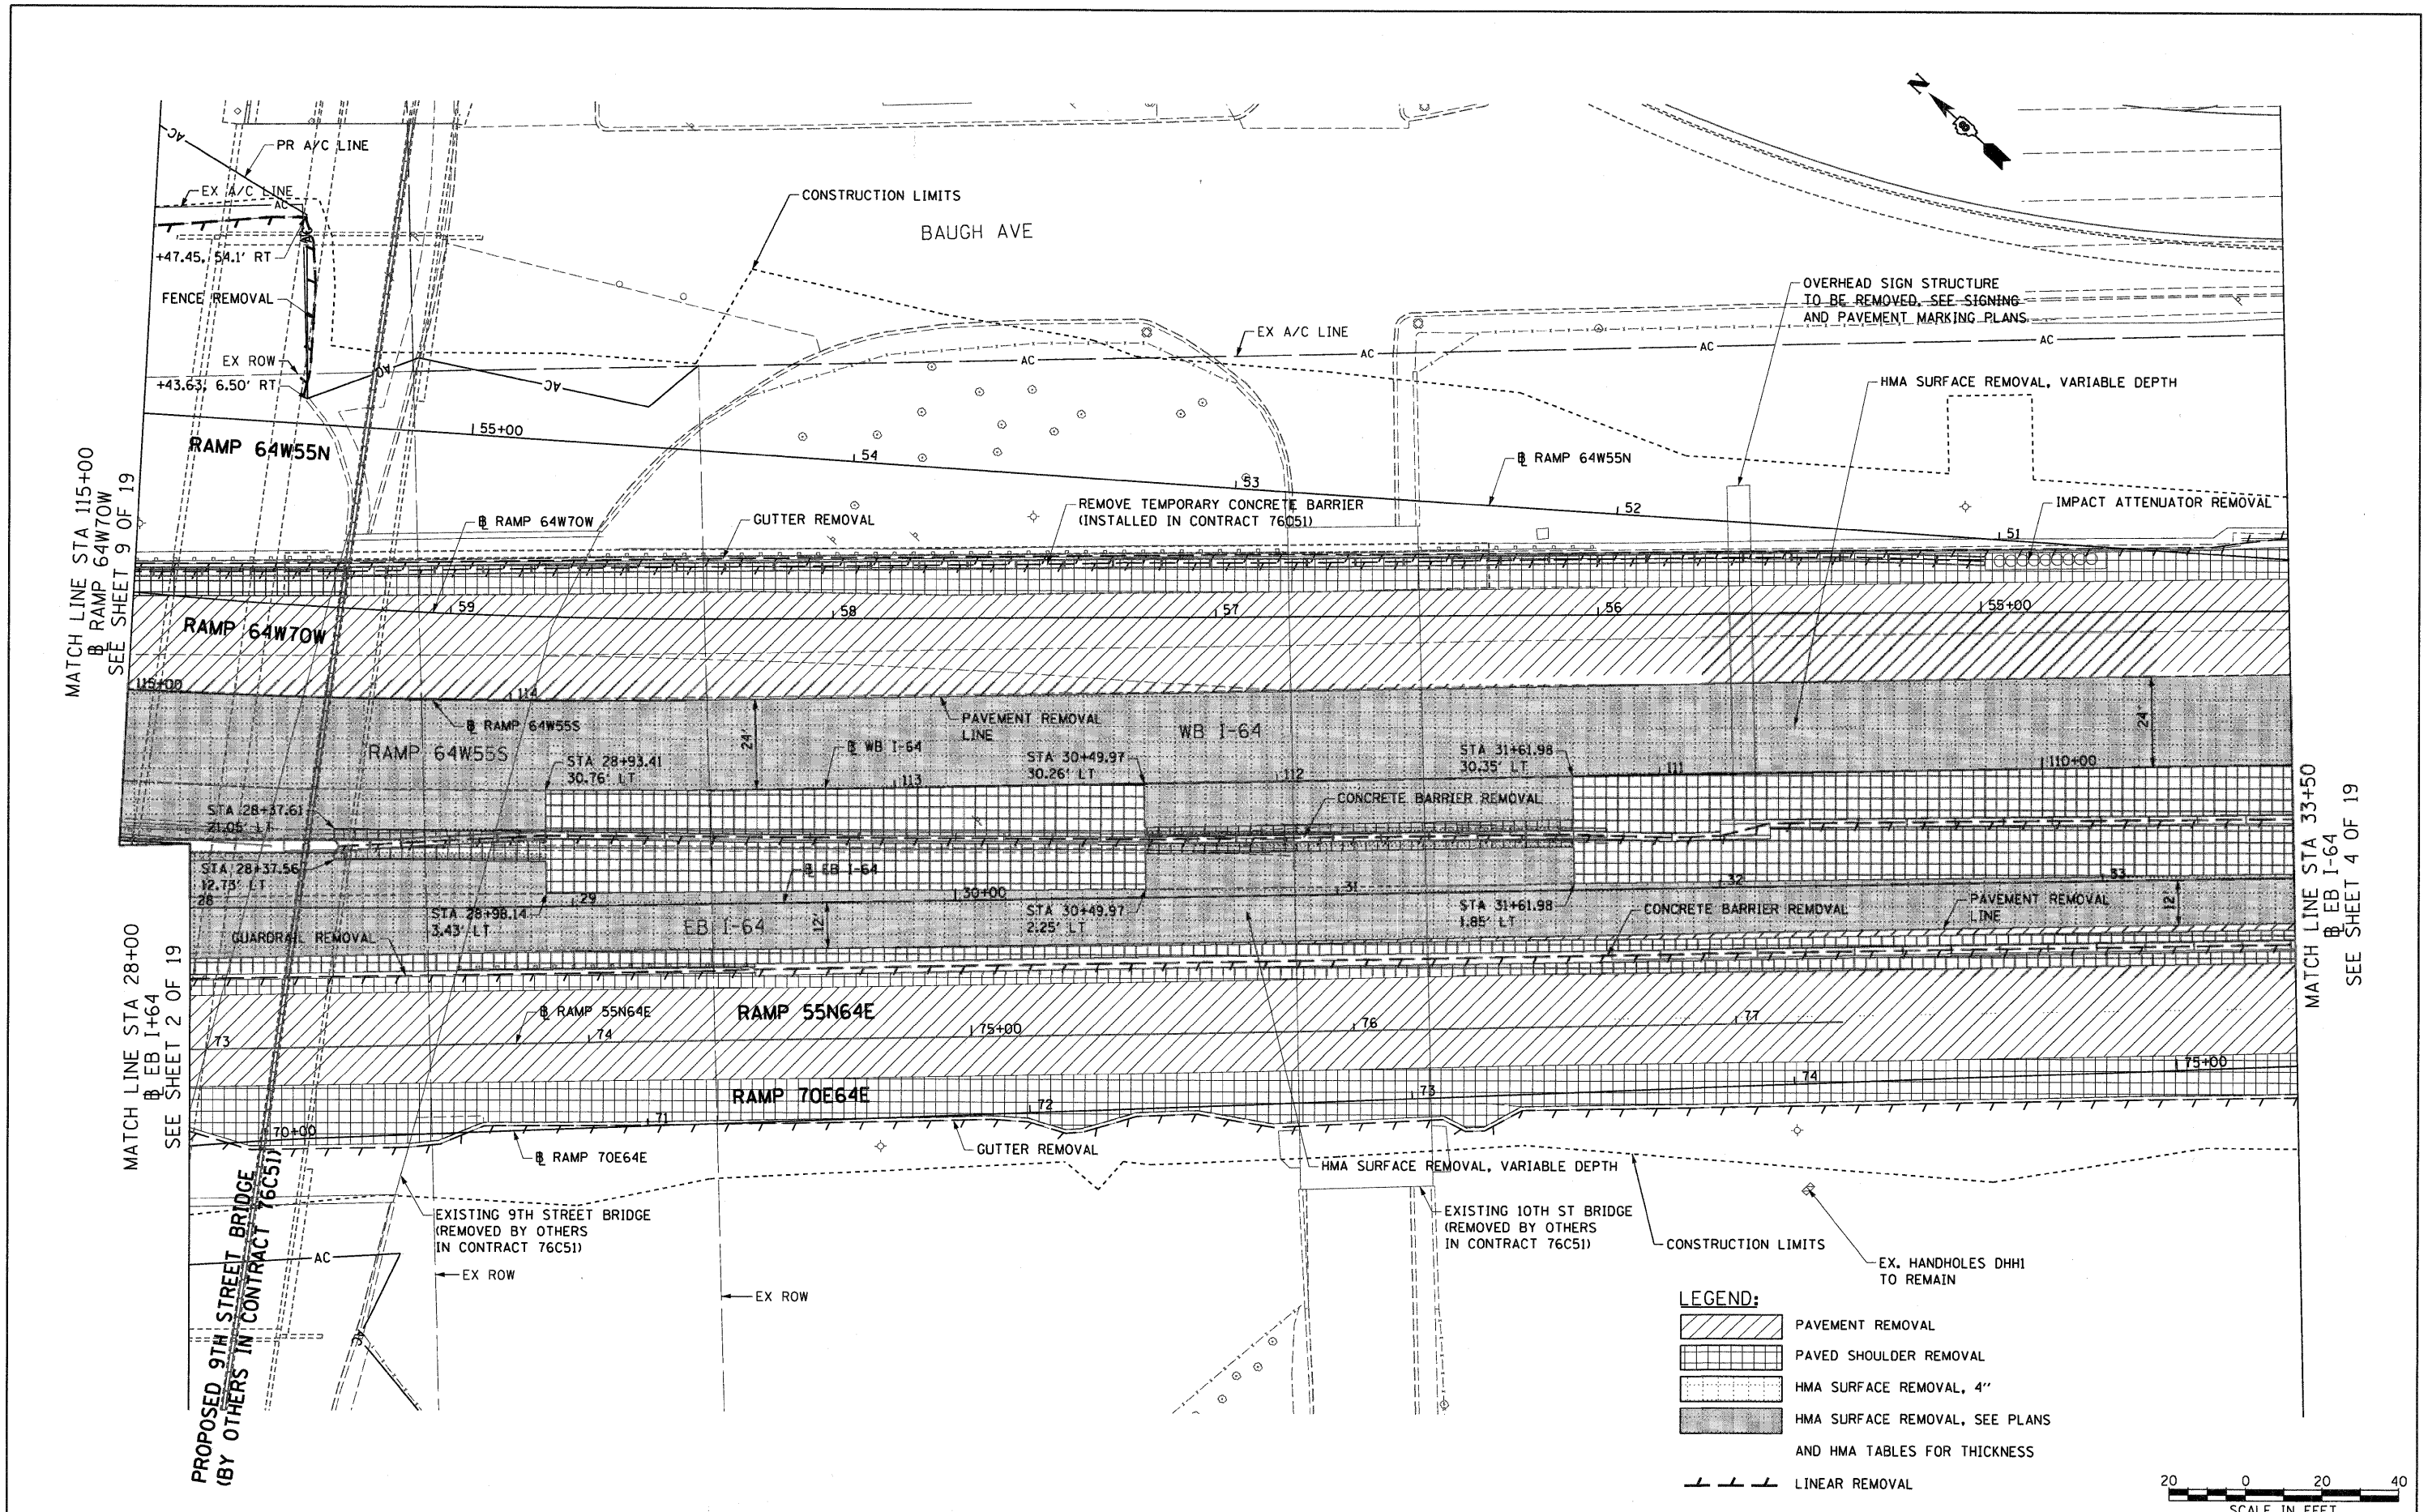 N
PR A/C LINE
AC
EX A/C LINE
AC
AC
+47.45, 54.1' RT
FENCE REMOVAL
EX ROW
+43.63, 6.50' RT
AC
AC
CONSTRUCTION LIMITS
BAUGH AVE
EX A/C LINE
AC
AC
AC
AC
OVERHEAD SIGN STRUCTURE
TO BE REMOVED, SEE SIGNING
AND PAVEMENT MARKING PLANS
HMA SURFACE REMOVAL, VARIABLE DEPTH
55+00
54
53
52
51
RAMP 64W55N
℄ RAMP 64W55N
MATCH LINE STA 115+00
℄ RAMP 64W70W
SEE SHEET 9 OF 19
℄ RAMP 64W70W
GUTTER REMOVAL
REMOVE TEMPORARY CONCRETE BARRIER
(INSTALLED IN CONTRACT 76C51)
IMPACT ATTENUATOR REMOVAL
59
58
57
56
55+00
RAMP 64W70W
115+00
114
℄ RAMP 64W55S
RAMP 64W55S
PAVEMENT REMOVAL
LINE
WB I-64
24'
24'
℄ WB I-64
STA 28+93.41
30.76' LT
STA 30+49.97
30.26' LT
STA 31+61.98
30.35' LT
113
112
111
110+00
CONCRETE BARRIER REMOVAL
STA 28+37.61
21.05' LT
STA 28+37.56
12.73' LT
28
29
30+00
31
32
33
℄ EB I-64
STA 28+98.14
3.43' LT
EB I-64
12'
STA 30+49.97
2.25' LT
STA 31+61.98
1.85' LT
CONCRETE BARRIER REMOVAL
PAVEMENT REMOVAL
LINE
12'
MATCH LINE STA 33+50
℄ EB I-64
SEE SHEET 4 OF 19
MATCH LINE STA 28+00
℄ EB I+64
SEE SHEET 2 OF 19
GUARDRAIL REMOVAL
℄ RAMP 55N64E
RAMP 55N64E
73
74
75+00
76
77
RAMP 70E64E
70+00
71
72
73
74
75+00
℄ RAMP 70E64E
GUTTER REMOVAL
HMA SURFACE REMOVAL, VARIABLE DEPTH
PROPOSED 9TH STREET BRIDGE
(BY OTHERS IN CONTRACT 76C51)
EXISTING 9TH STREET BRIDGE
(REMOVED BY OTHERS
IN CONTRACT 76C51)
EX ROW
EX ROW
AC
AC
EXISTING 10TH ST BRIDGE
(REMOVED BY OTHERS
IN CONTRACT 76C51)
CONSTRUCTION LIMITS
EX. HANDHOLES DHH1
TO REMAIN
LEGEND:
PAVEMENT REMOVAL
PAVED SHOULDER REMOVAL
HMA SURFACE REMOVAL, 4''
HMA SURFACE REMOVAL, SEE PLANS
AND HMA TABLES FOR THICKNESS
LINEAR REMOVAL
20 0 20 40
SCALE IN FEET